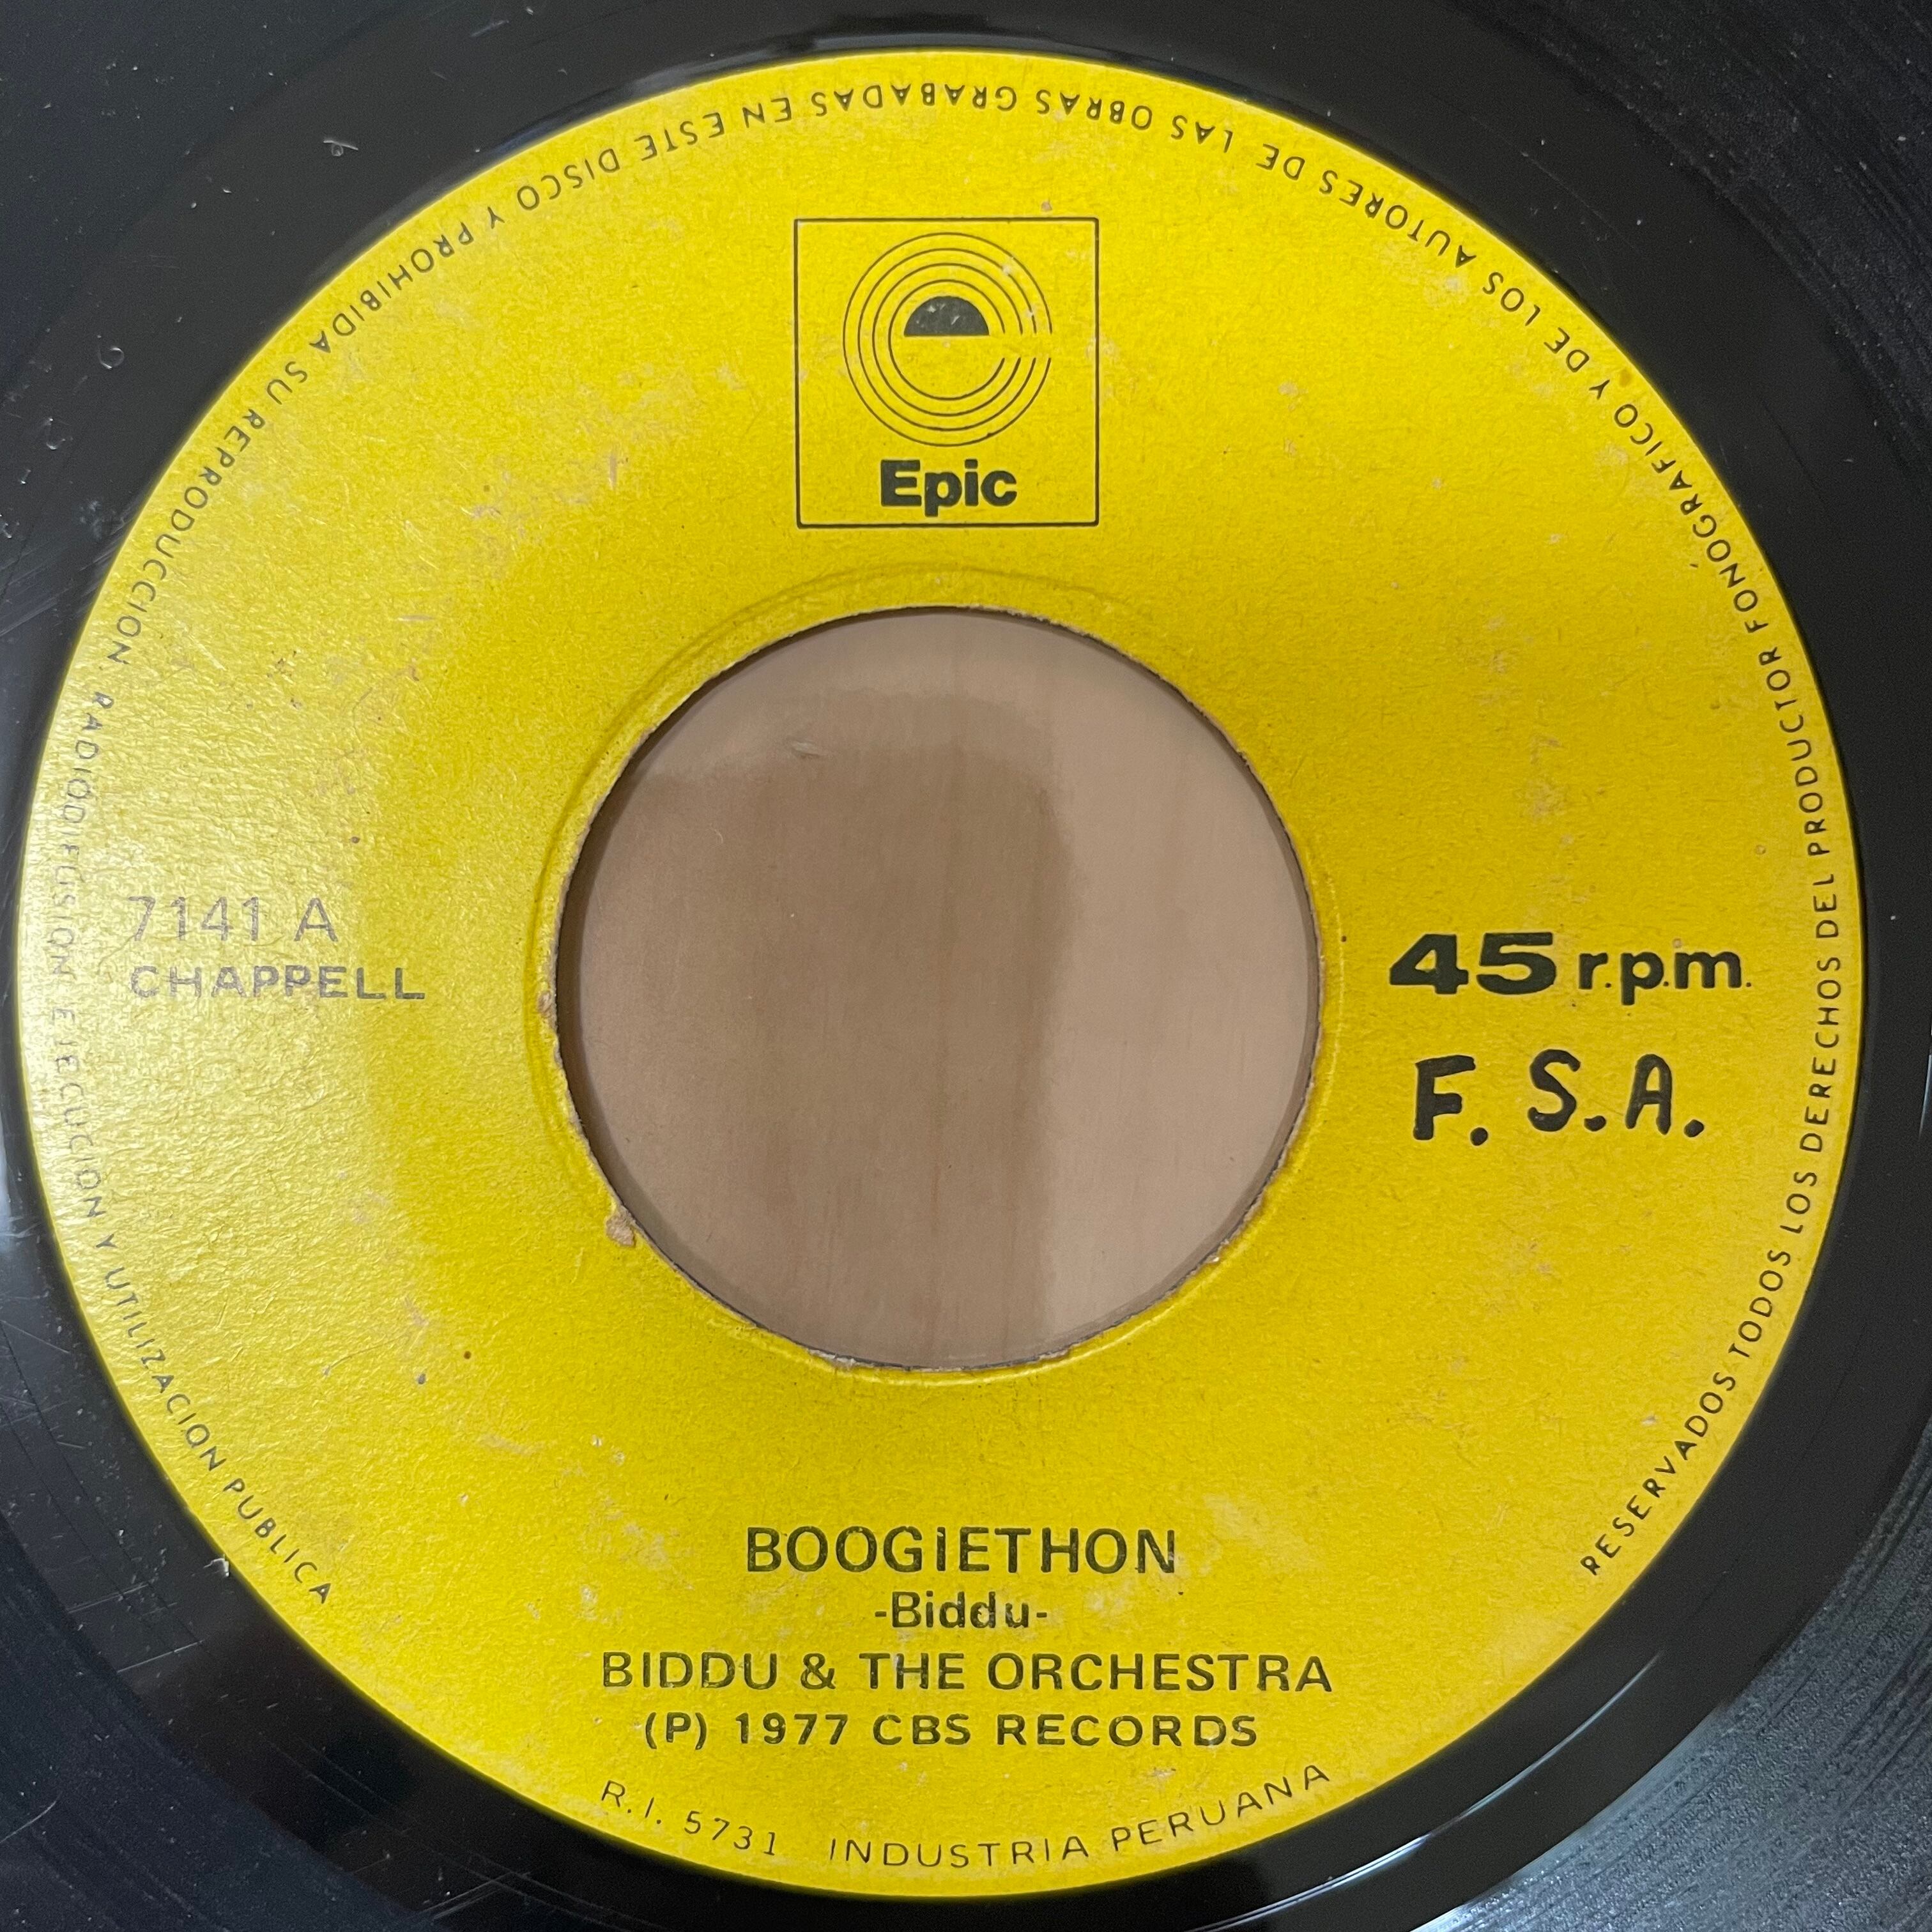 RESERVADOS TODOS LOS DERECHOS DEL PRODUCTOR FONOGRAFICO Y DE LOS AUTORES DE LAS OBRAS GRABADAS EN ESTE DISCO Y PROHIBIDA SU REPRODUCCION, RADIODIFUSION E JECUCION Y UTILIZACION PUBLICA
Epic
7141 A
CHAPPELL
45 r.p.m.
F. S.A.
BOOGIETHON
-Biddu-
BIDDU & THE ORCHESTRA
(P) 1977 CBS RECORDS
R.I. 5731 INDUSTRIA PERUANA